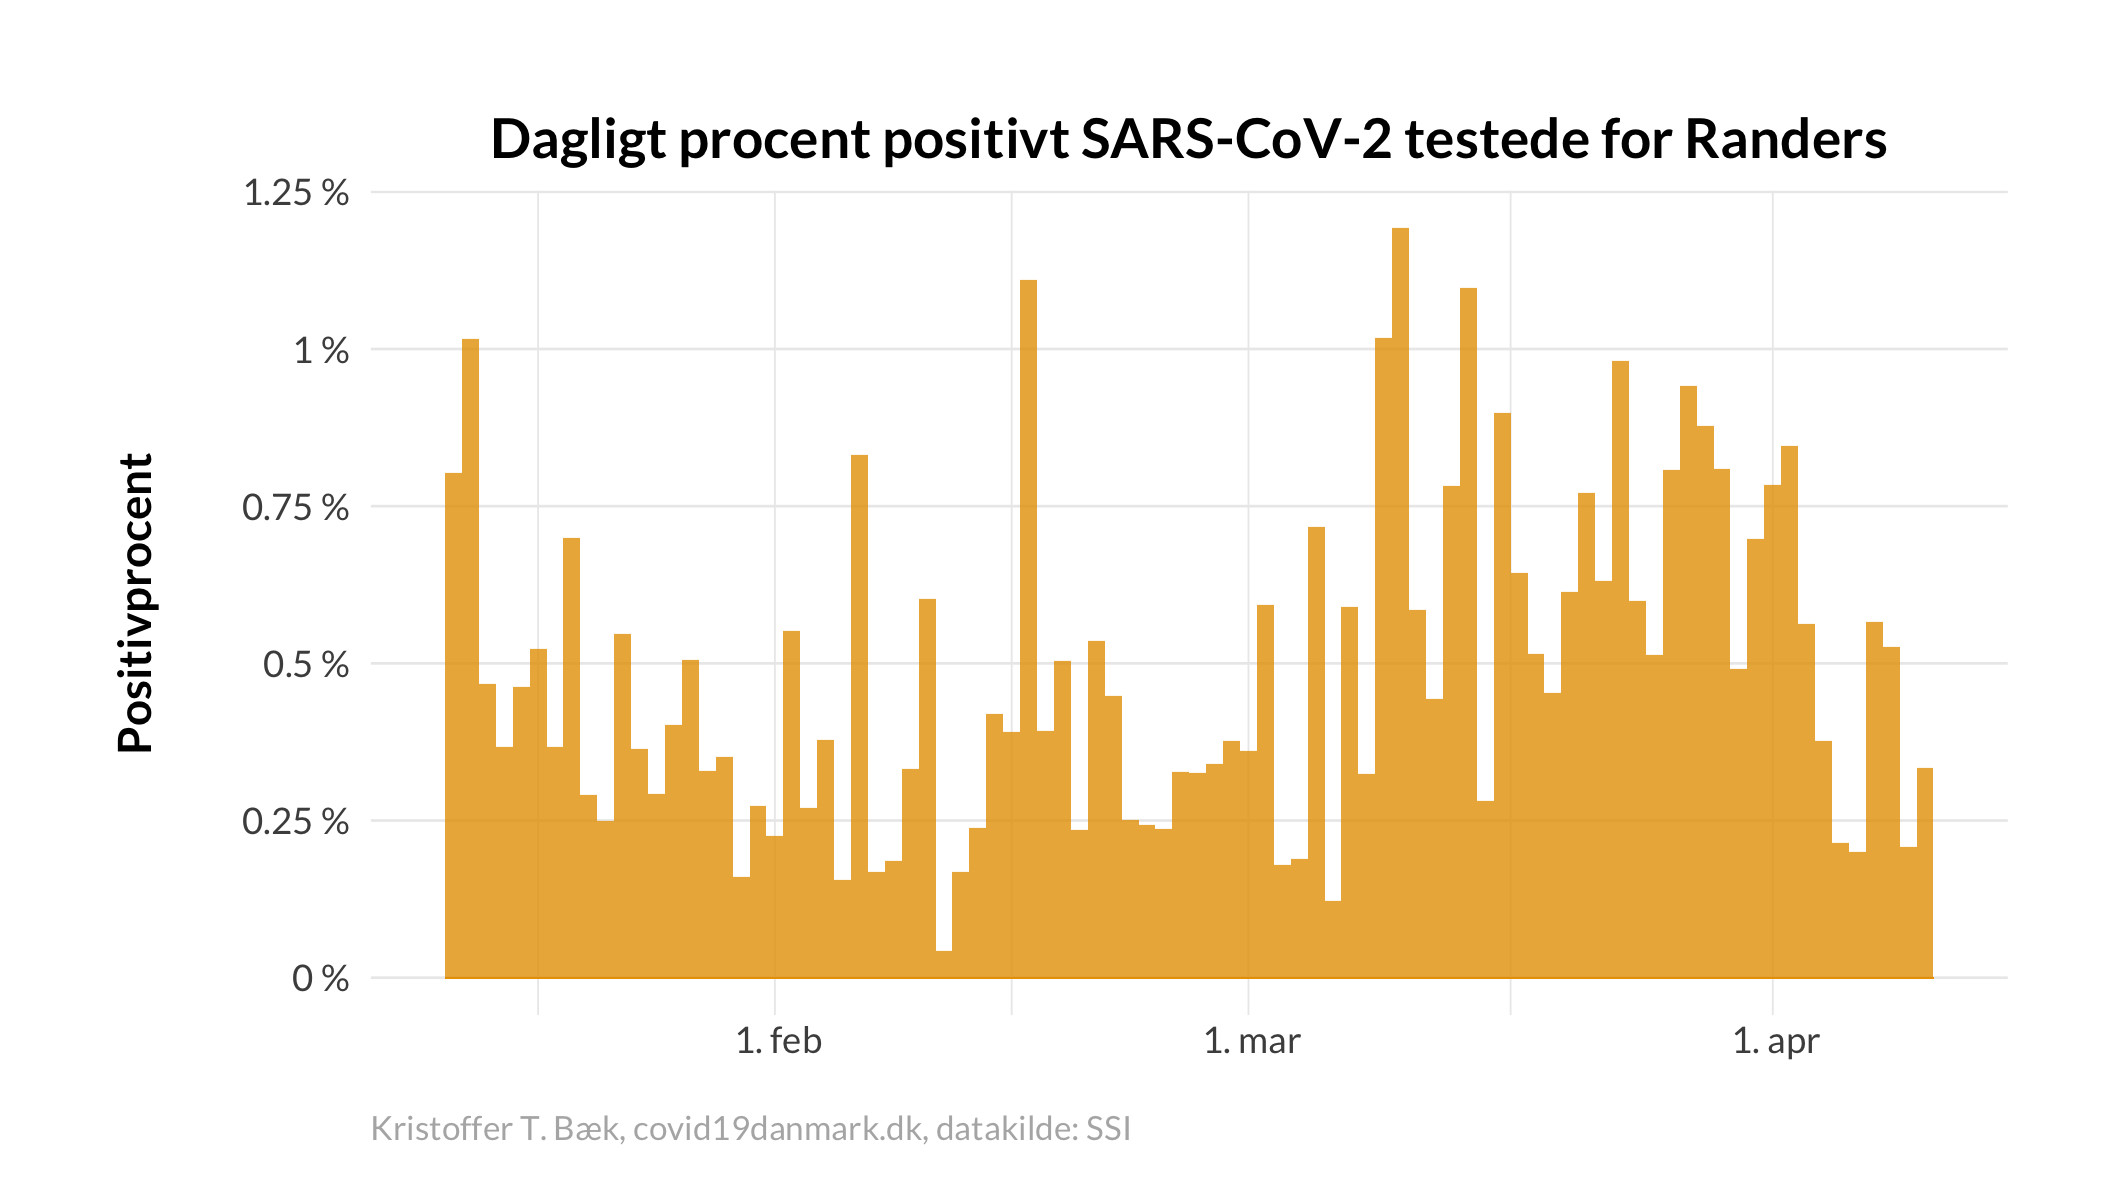 Dagligt procent positivt SARS-CoV-2 testede for Randers
Positivprocent
1.25 %
1 %
0.75 %
0.5 %
0.25 %
0 %
1. feb
1. mar
1. apr
Kristoffer T. Bæk, covid19danmark.dk, datakilde: SSI